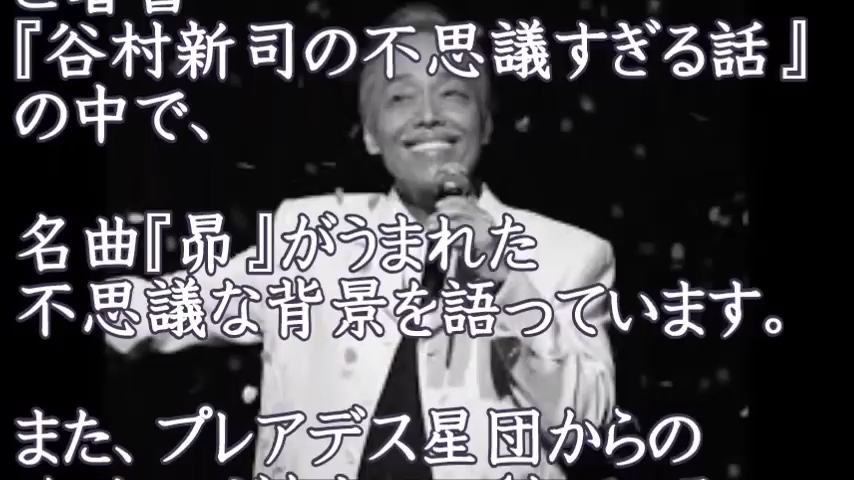 『谷村新司の不思議すぎる話』
の中で、
名曲『昴』がうまれた
不思議な背景を語っています。
また、プレアデス星団からの